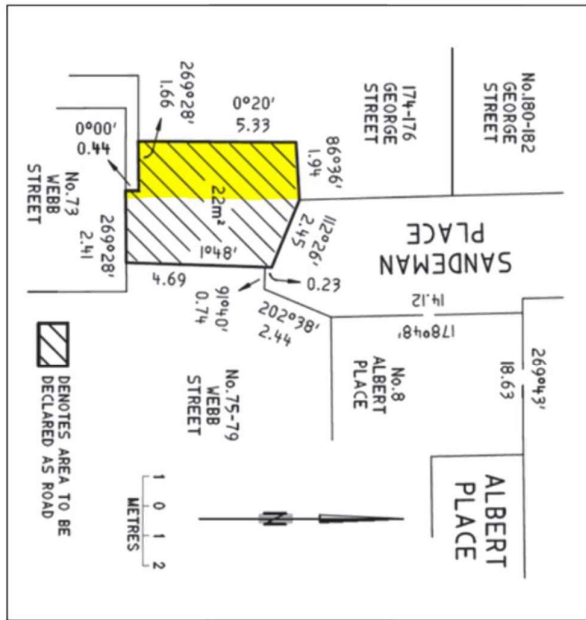 No.180-182
GEORGE
STREET
174-176
GEORGE
STREET
SANDEMAN
PLACE
269°43'
18.63
ALBERT
PLACE
178°48'
14.12
No.8
ALBERT
PLACE
86°36'
1.94
112°26'
2.45
0.23
202°38'
2.44
91°40'
0.74
0°20'
5.33
269°28'
1.66
0°00'
0.44
22m²
1°48'
4.69
No.73
WEBB
STREET
269°28'
2.41
No.75-79
WEBB
STREET
N
DENOTES AREA TO BE
DECLARED AS ROAD
1 0 1 2
METRES